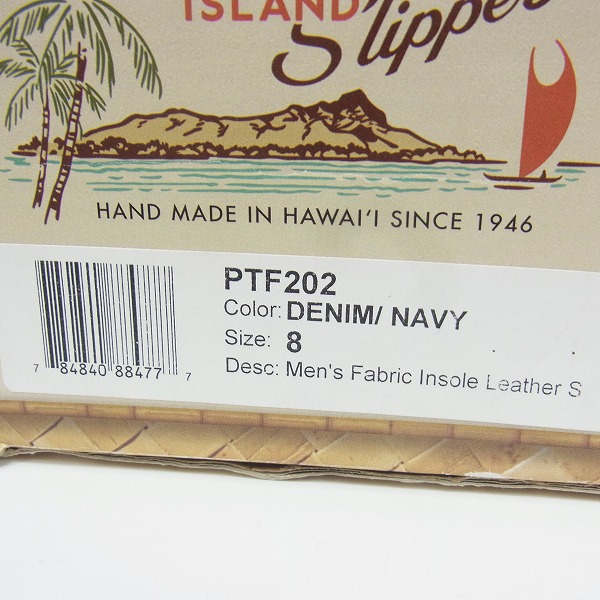 ISLAND
Slipper
HAND MADE IN HAWAI'I SINCE 1946
PTF202
Color: DENIM/ NAVY
Size: 8
Desc: Men's Fabric Insole Leather S
7 84840 88477 7